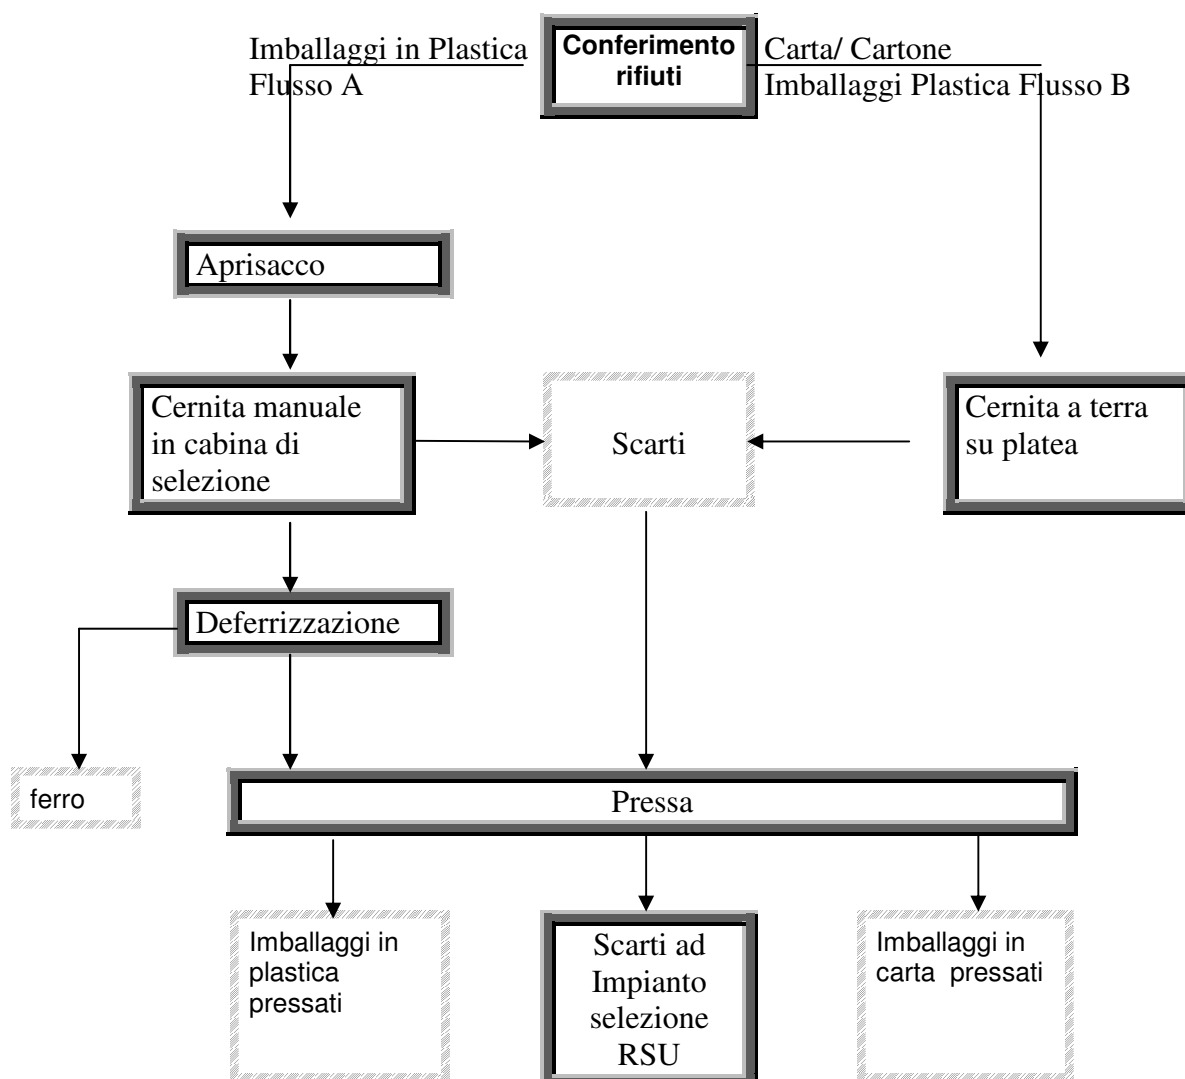 Imballaggi in Plastica
Flusso A
Conferimento
rifiuti
Carta/ Cartone
Imballaggi Plastica Flusso B
Aprisacco
Cernita manuale
in cabina di
selezione
Scarti
Cernita a terra
su platea
Deferrizzazione
ferro
Pressa
Imballaggi in
plastica
pressati
Scarti ad
Impianto
selezione
RSU
Imballaggi in
carta pressati